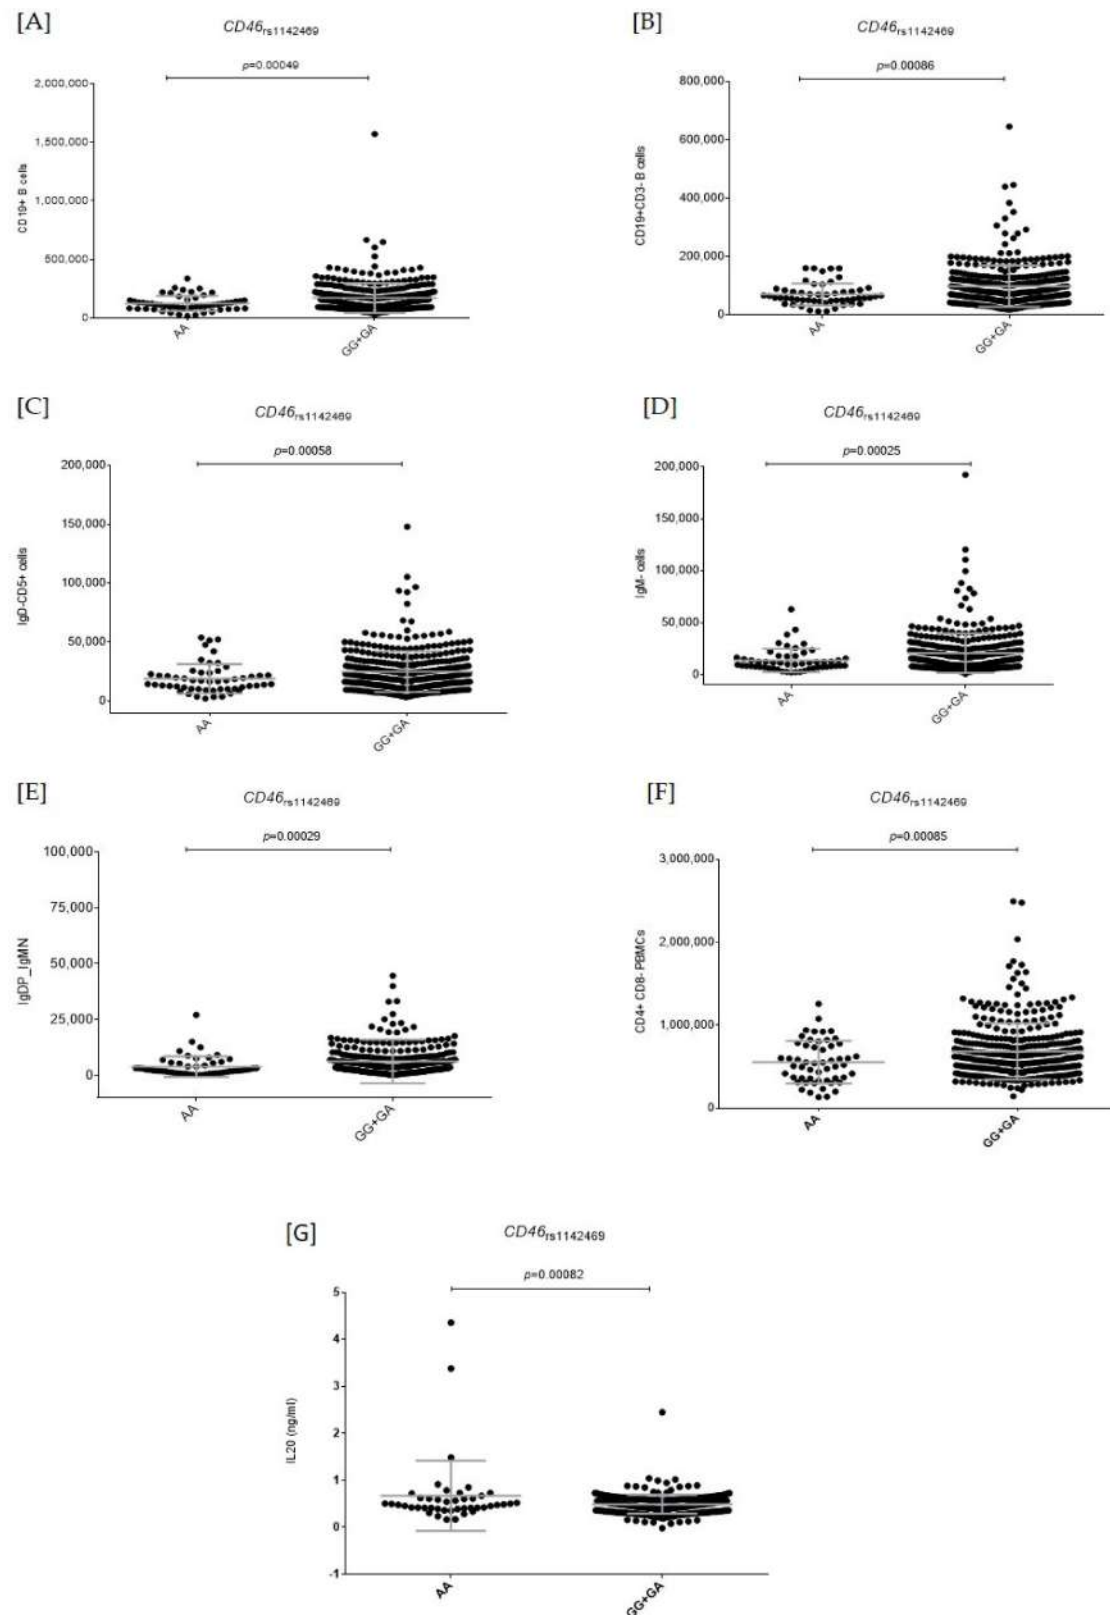 [A]
CD46rs1142469
p=0.00049
2,000,000
1,500,000
1,000,000
500,000
0
CD19+ B cells
AA
GG+GA
[B]
CD46rs1142469
p=0.00086
800,000
600,000
400,000
200,000
0
CD19+CD3- B cells
AA
GG+GA
[C]
CD46rs1142469
p=0.00058
200,000
150,000
100,000
50,000
0
IgD-CD5+ cells
AA
GG+GA
[D]
CD46rs1142469
p=0.00025
200,000
150,000
100,000
50,000
0
IgM- cells
AA
GG+GA
[E]
CD46rs1142469
p=0.00029
100,000
75,000
50,000
25,000
0
IgDP_IgMN
AA
GG+GA
[F]
CD46rs1142469
p=0.00085
3,000,000
2,000,000
1,000,000
0
CD4+ CD8- PBMCs
AA
GG+GA
[G]
CD46rs1142469
p=0.00082
5
4
3
2
1
0
-1
IL20 (ng/ml)
AA
GG+GA